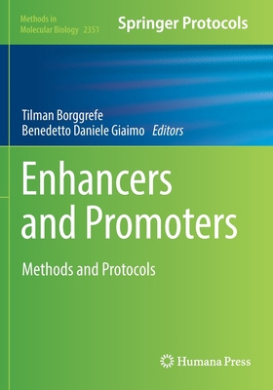 Methods in
Molecular Biology 2351
Springer Protocols
Tilman Borggrefe
Benedetto Daniele Giaimo Editors
Enhancers
and Promoters
Methods and Protocols
Humana Press